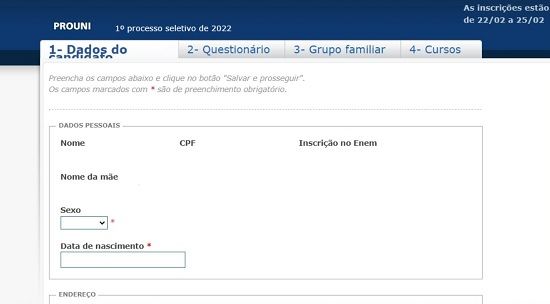 PROUNI
1º processo seletivo de 2022
As inscrições estão
de 22/02 a 25/02
1- Dados do
candidato
2- Questionário
3- Grupo familiar
4- Cursos
Preencha os campos abaixo e clique no botão "Salvar e prosseguir".
Os campos marcados com * são de preenchimento obrigatório.
DADOS PESSOAIS
Nome
CPF
Inscrição no Enem
Nome da mãe
Sexo
*
Data de nascimento *
ENDEREÇO